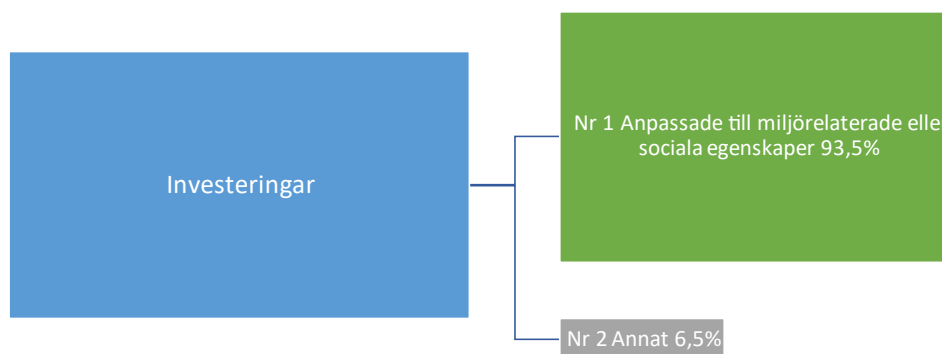 Investeringar
Nr 1 Anpassade till miljörelaterade elle
sociala egenskaper 93,5%
Nr 2 Annat 6,5%